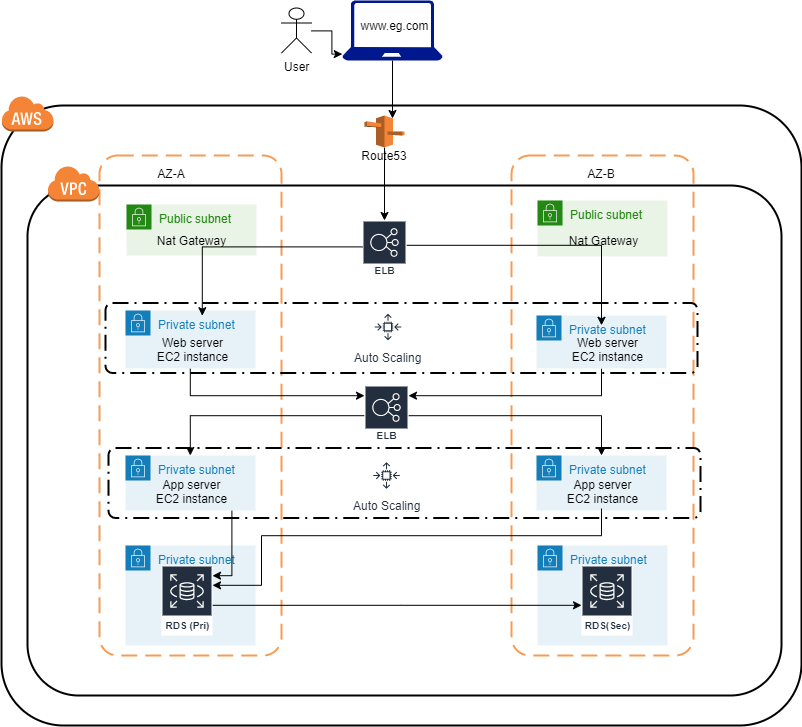 www.eg.com
User
AWS
Route53
AZ-A
AZ-B
VPC
Public subnet
Nat Gateway
Public subnet
Nat Gateway
ELB
Private subnet
Web server
EC2 instance
Auto Scaling
Private subnet
Web server
EC2 instance
ELB
Private subnet
App server
EC2 instance
Auto Scaling
Private subnet
App server
EC2 instance
Private subnet
RDS (Pri)
Private subnet
RDS(Sec)